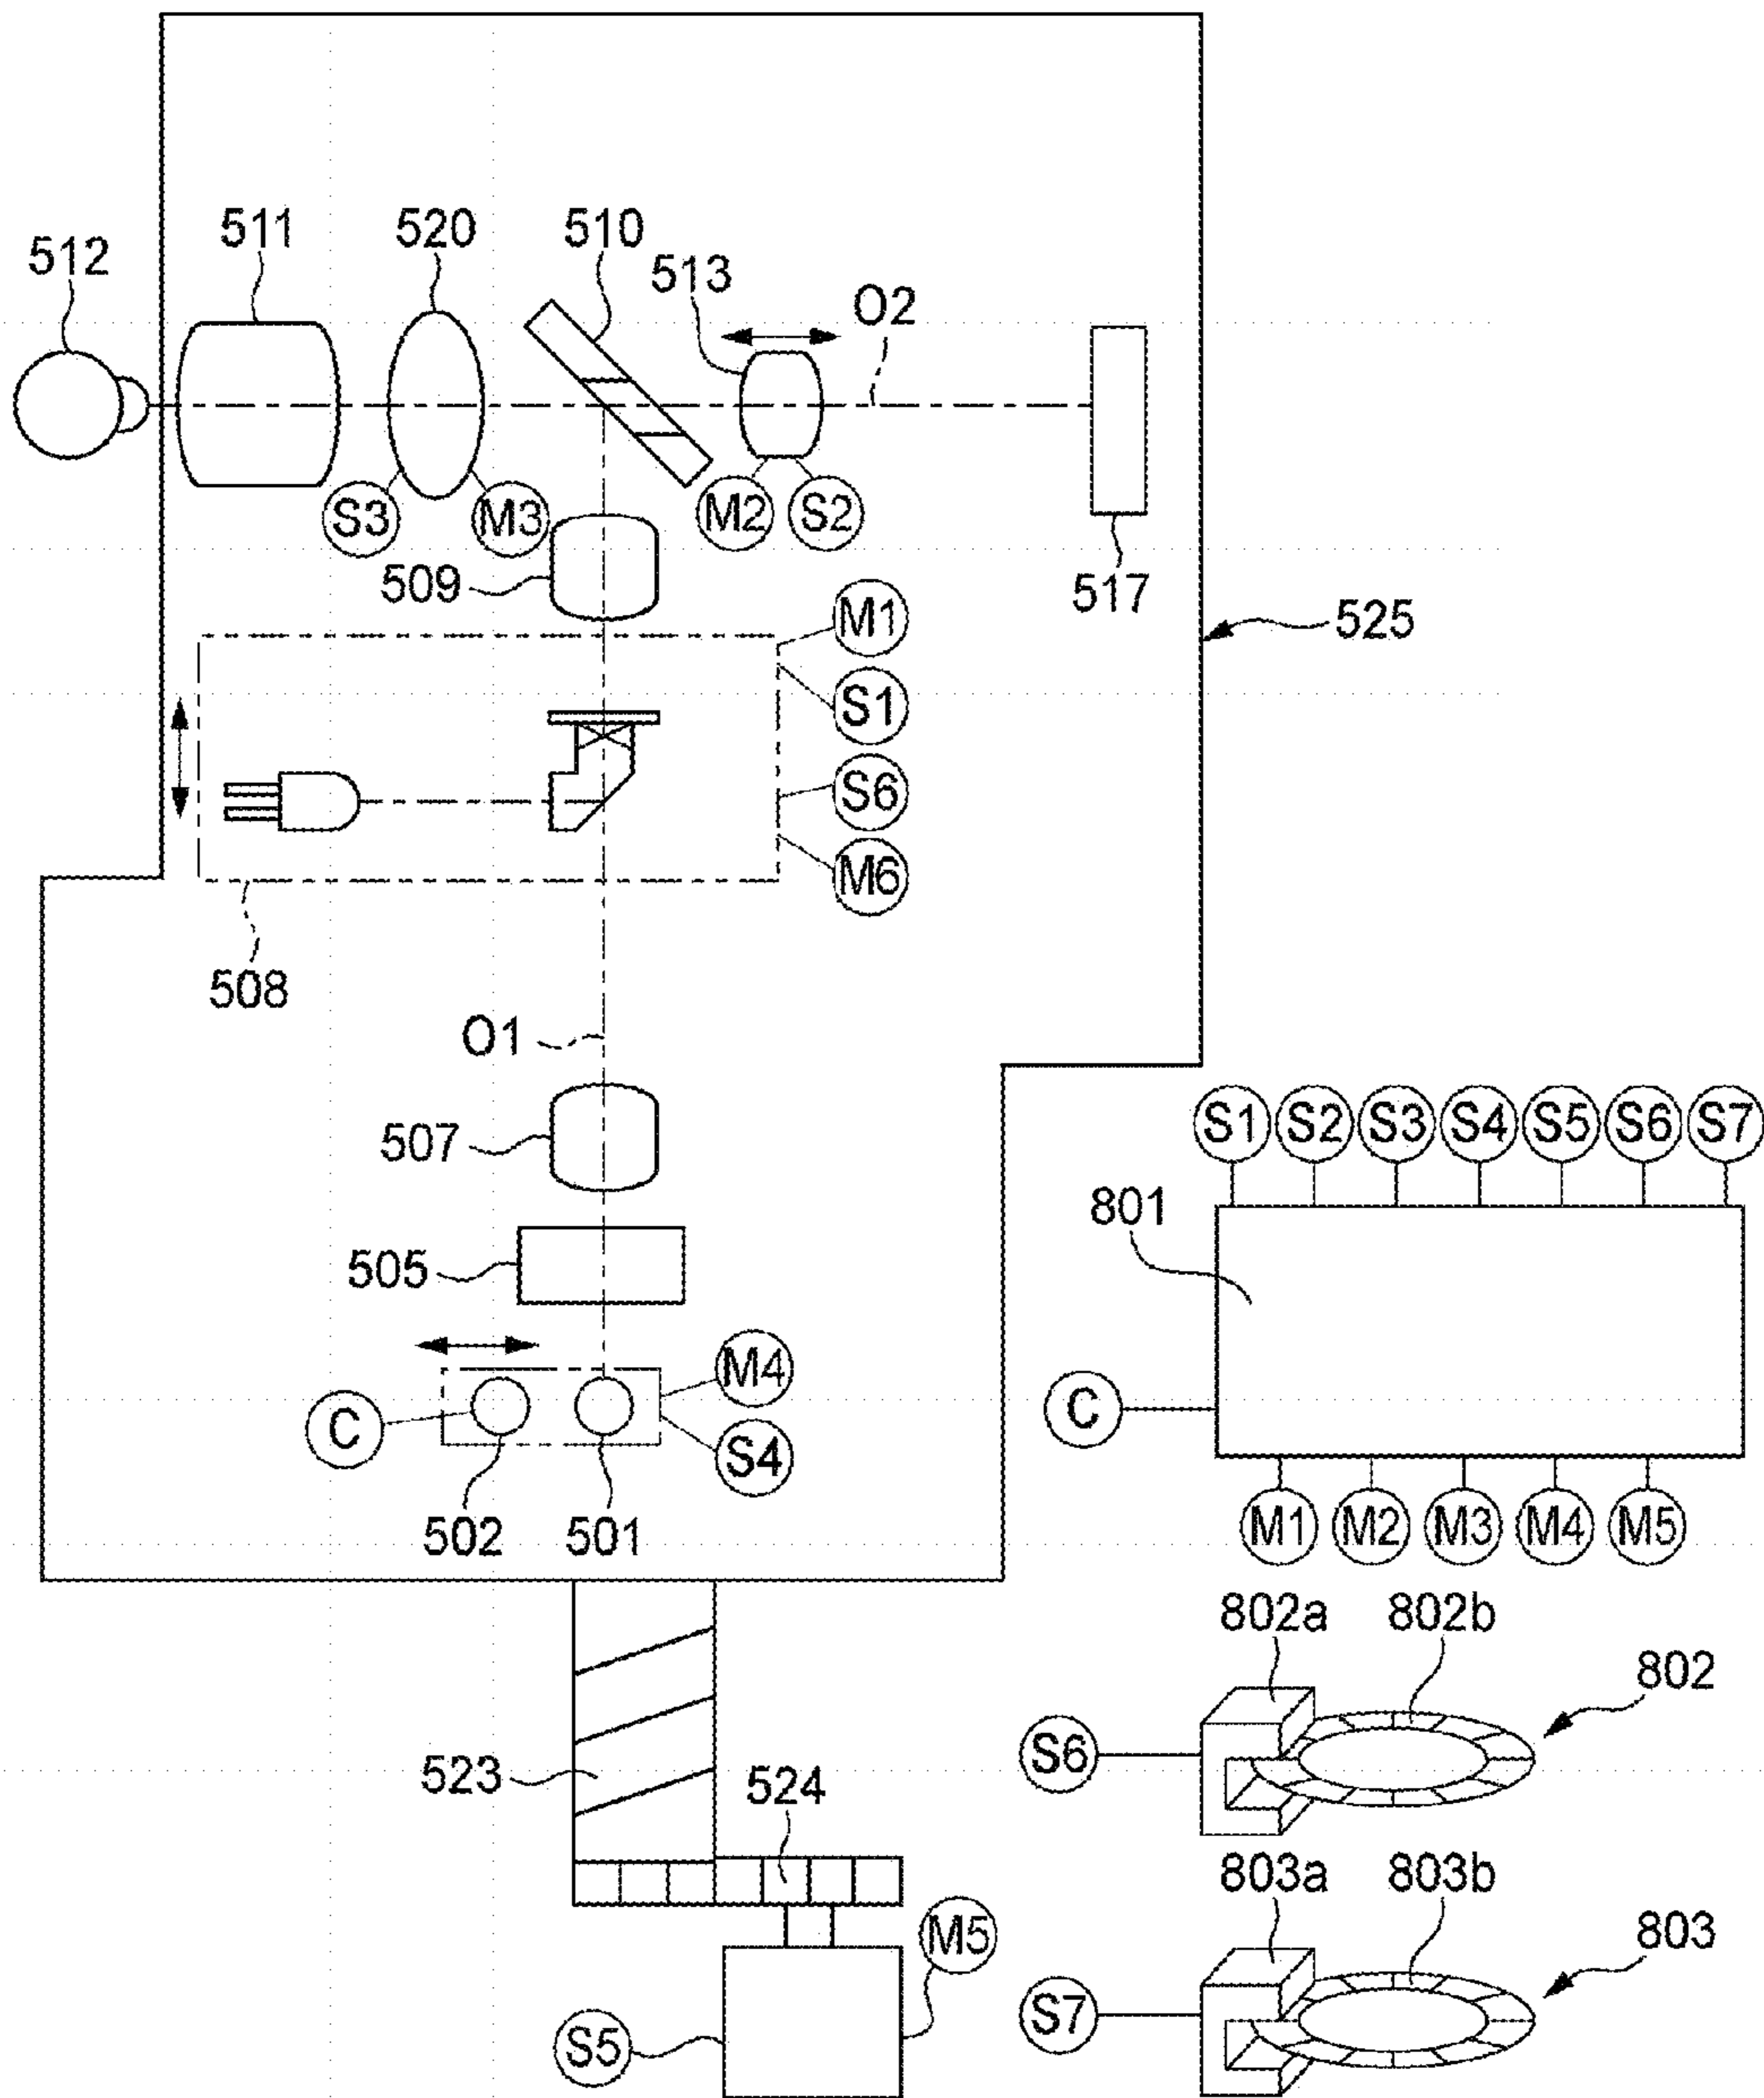 511 520 510
512 513 O2
S3 M3 M2 S2
509 517
M1 525
S1
S6
M6
508
O1
507 S1 S2 S3 S4 S5 S6 S7
801
505
M4
C S4 C
502 501 M1 M2 M3 M4 M5
802a 802b
802
S6
523 524
803a 803b
M5 803
S5 S7